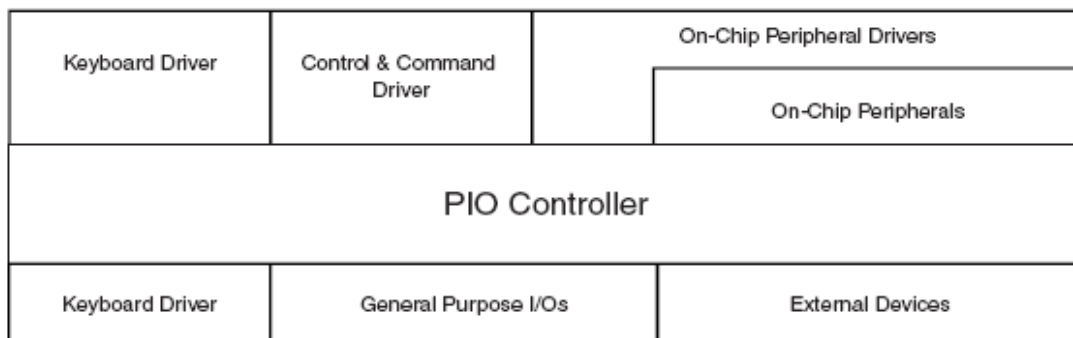 On-Chip Peripheral Drivers
Keyboard Driver
Control & Command
Driver
On-Chip Peripherals
PIO Controller
Keyboard Driver
General Purpose I/Os
External Devices